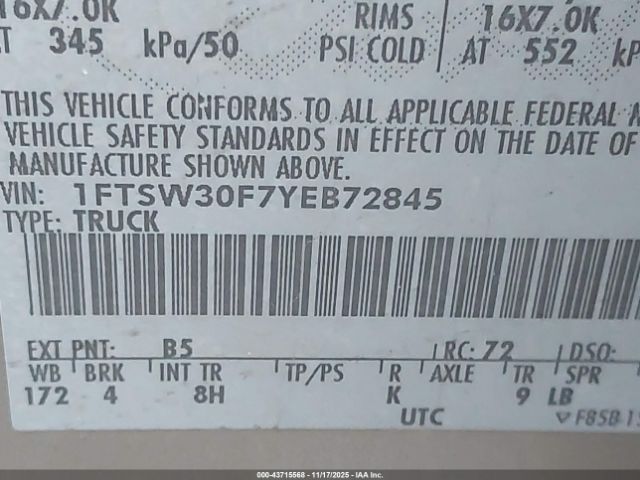 16X7.0K RIMS 16X7.0K
AT 345 kPa/50 PSI COLD AT 552 kP
THIS VEHICLE CONFORMS TO ALL APPLICABLE FEDERAL M
VEHICLE SAFETY STANDARDS IN EFFECT ON THE DATE OF
MANUFACTURE SHOWN ABOVE.
VIN: 1FTSW30F7YEB72845
TYPE: TRUCK
EXT PNT: B5 RC: 72 DSO:
WB BRK INT TR TP/PS R AXLE TR SPR
172 4 8H K 9 LB
UTC ▽ F85B-15
000-43715568 - 11/17/2025 - IAA Inc.